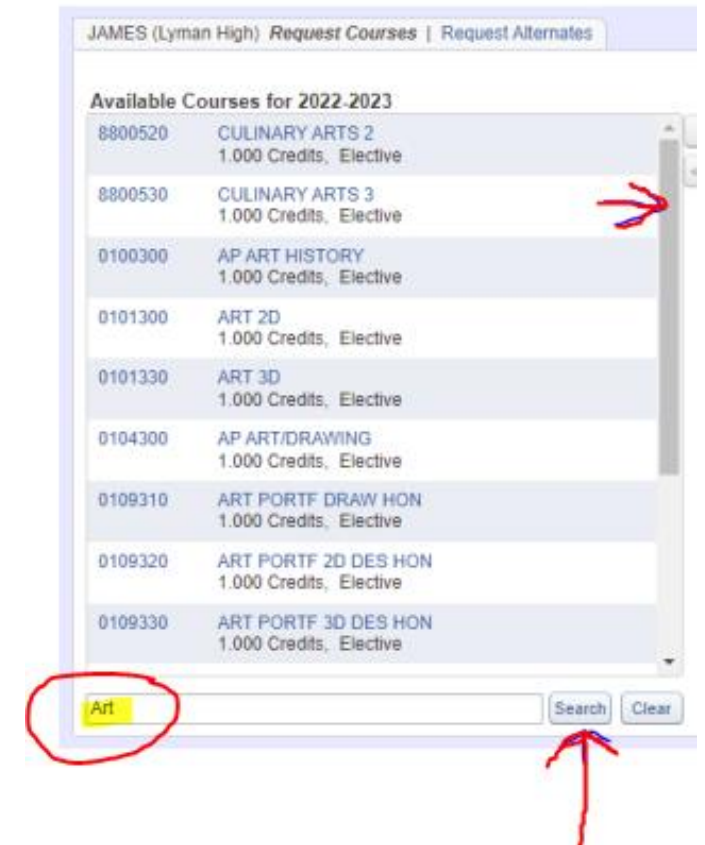 JAMES (Lyman High) Request Courses | Request Alternates
Available Courses for 2022-2023
8800520 CULINARY ARTS 2
1.000 Credits, Elective
8800530 CULINARY ARTS 3
1.000 Credits, Elective
0100300 AP ART HISTORY
1.000 Credits, Elective
0101300 ART 2D
1.000 Credits, Elective
0101330 ART 3D
1.000 Credits, Elective
0104300 AP ART/DRAWING
1.000 Credits, Elective
0109310 ART PORTF DRAW HON
1.000 Credits, Elective
0109320 ART PORTF 2D DES HON
1.000 Credits, Elective
0109330 ART PORTF 3D DES HON
1.000 Credits, Elective
Art Search Clear